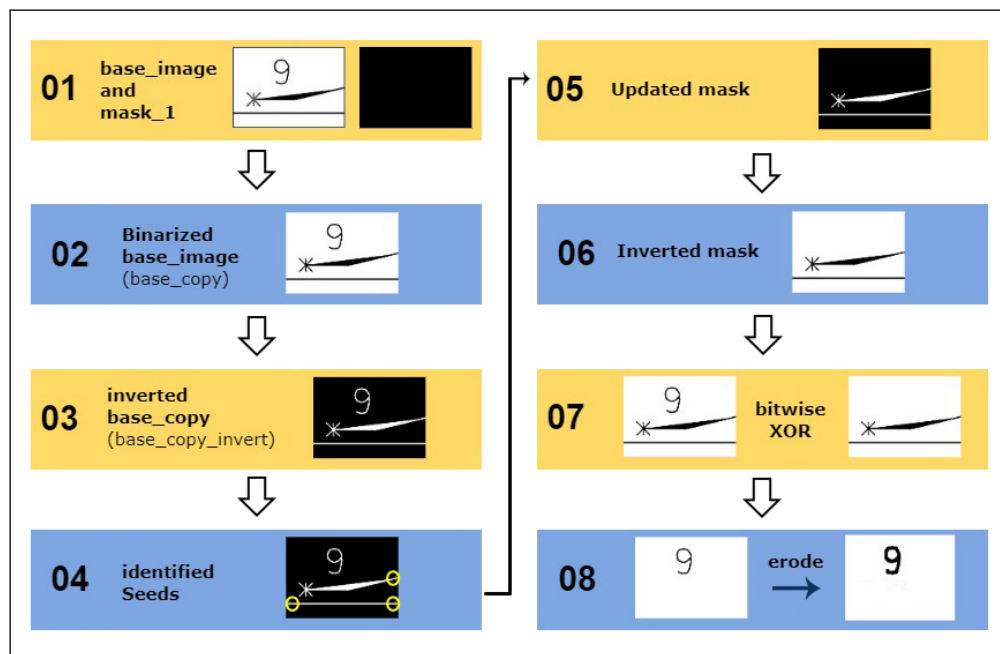 01
base_image
and
mask_1
9
02
Binarized
base_image
(base_copy)
9
03
inverted
base_copy
(base_copy_invert)
9
04
identified
Seeds
9
05
Updated mask
06
Inverted mask
07
9
bitwise
XOR
08
9
erode
9